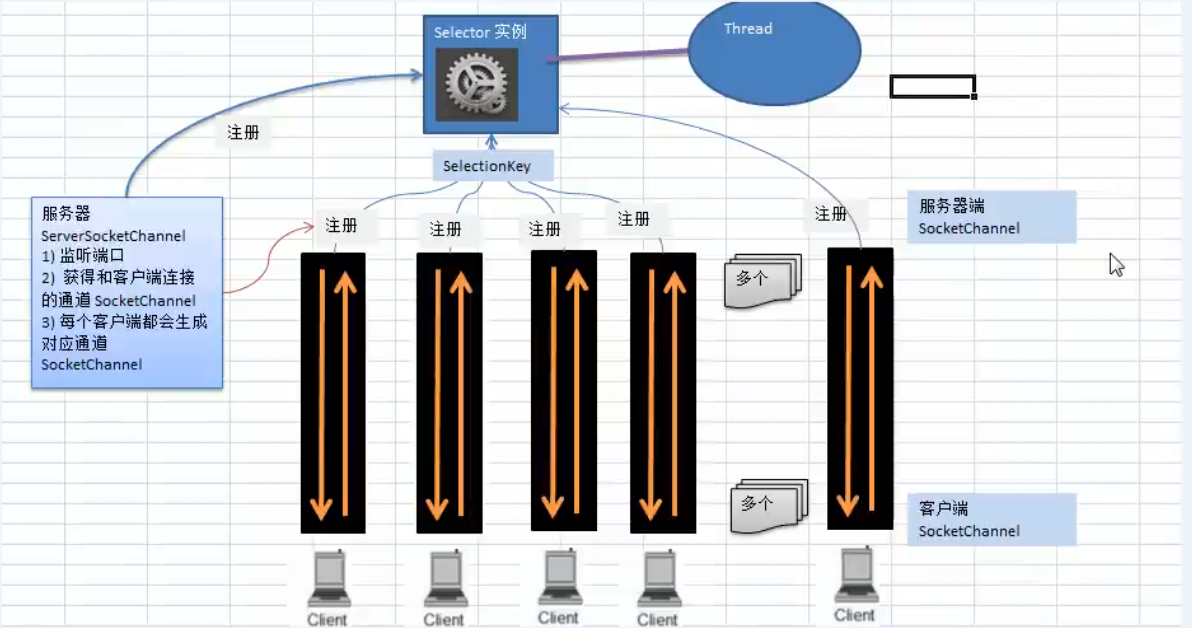 Selector 实例
Thread
注册
SelectionKey
服务器
ServerSocketChannel
1) 监听端口
2) 获得和客户端连接
的通道 SocketChannel
3) 每个客户端都会生成
对应通道
SocketChannel
注册
注册
注册
注册
注册
服务器端
SocketChannel
多个
多个
客户端
SocketChannel
Client
Client
Client
Client
Client